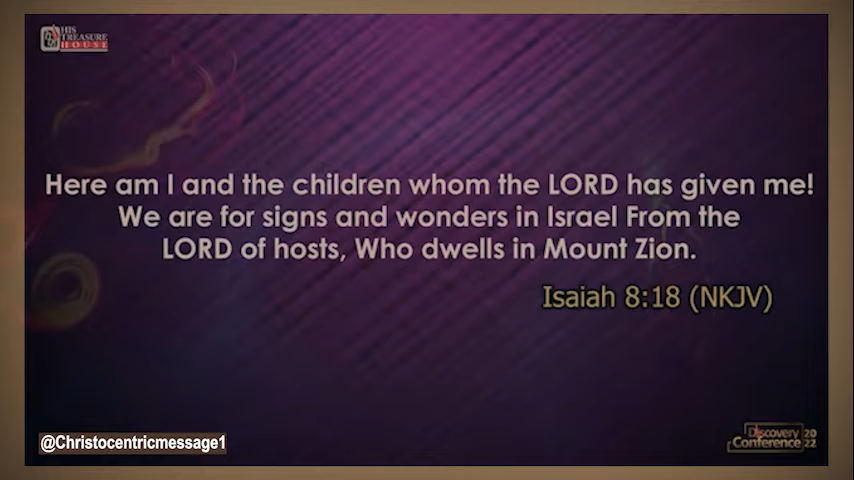 HIS
TREASURE
HOUSE
Here am I and the children whom the LORD has given me!
We are for signs and wonders in Israel From the
LORD of hosts, Who dwells in Mount Zion.
Isaiah 8:18 (NKJV)
@Christocentricmessage1
Discovery 20
Conference 22